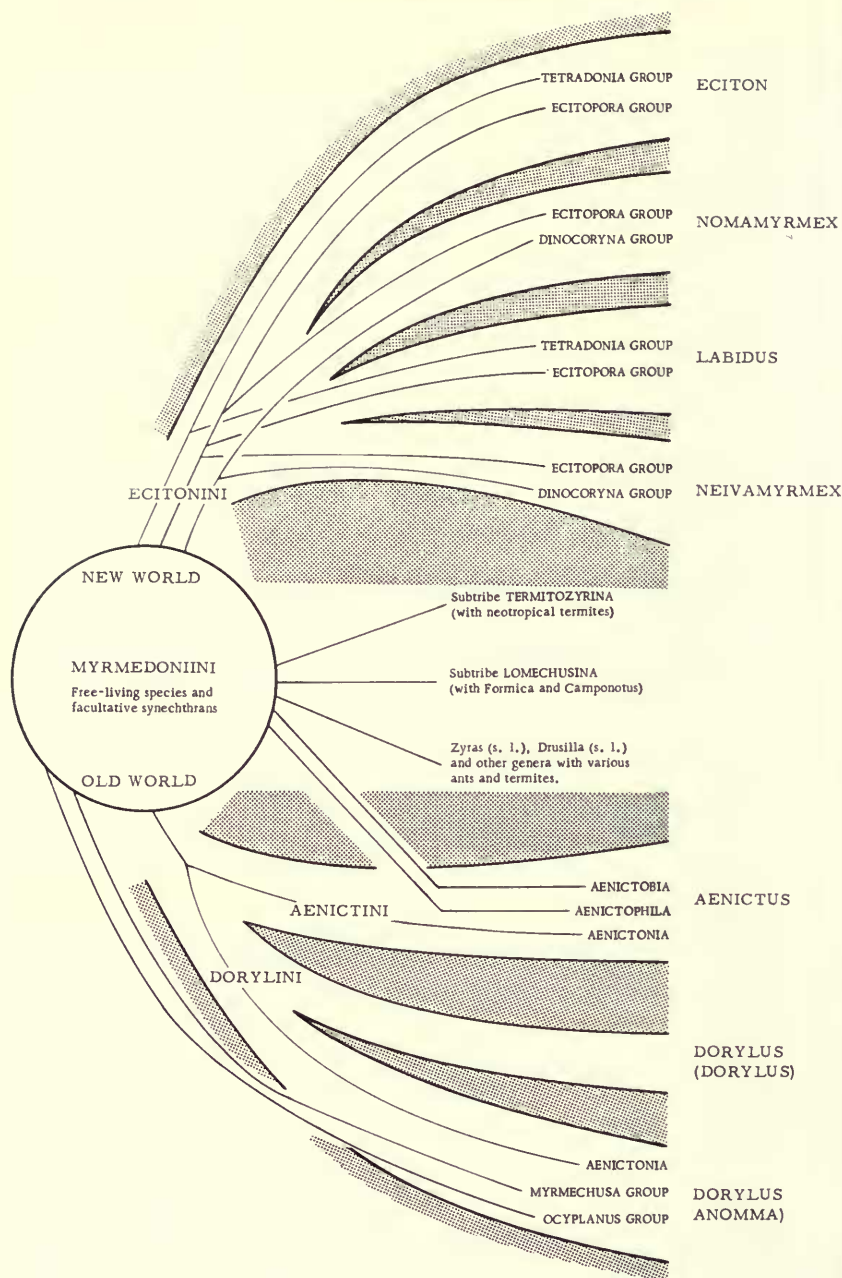 TETRADONIA GROUP
ECITON
ECITOPORA GROUP
ECITOPORA GROUP
NOMAMYRMEX
DINOCORYNA GROUP
TETRADONIA GROUP
LABIDUS
ECITOPORA GROUP
ECITOPORA GROUP
ECITONINI
DINOCORYNA GROUP
NEIVAMYRMEX
NEW WORLD
Subtribe TERMITOZYRINA
(with neotropical termites)
MYRMEDONIINI
Free-living species and
facultative synechthrans
Subtribe LOMECHUSINA
(with Formica and Camponotus)
Zyras (s. l.), Drusilla (s. l.)
and other genera with various
ants and termites.
OLD WORLD
AENICTOBIA
AENICTUS
AENICTINI
AENICTOPHILA
AENICTONIA
DORYLINI
DORYLUS
(DORYLUS)
AENICTONIA
MYRMECHUSA GROUP
OCYPLANUS GROUP
DORYLUS
ANOMMA)